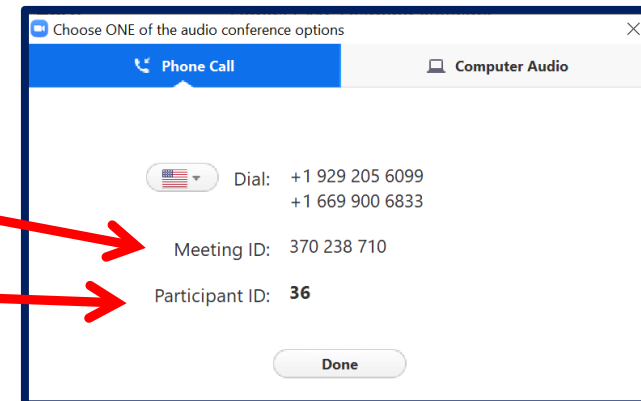 Choose ONE of the audio conference options
Phone Call
Computer Audio
Dial: +1 929 205 6099
+1 669 900 6833
Meeting ID: 370 238 710
Participant ID: 36
Done